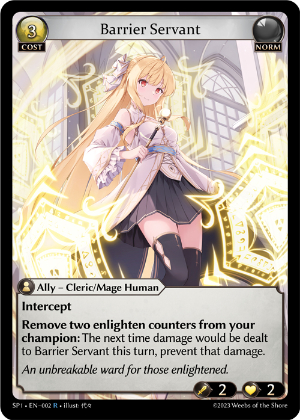 3
COST
Barrier Servant
NORM
Ally – Cleric/Mage Human
Intercept
Remove two enlighten counters from your
champion: The next time damage would be dealt
to Barrier Servant this turn, prevent that damage.
An unbreakable ward for those enlightened.
2
2
SP1 • EN-002 R • illust: 代々
©2023 Weebs of the Shore